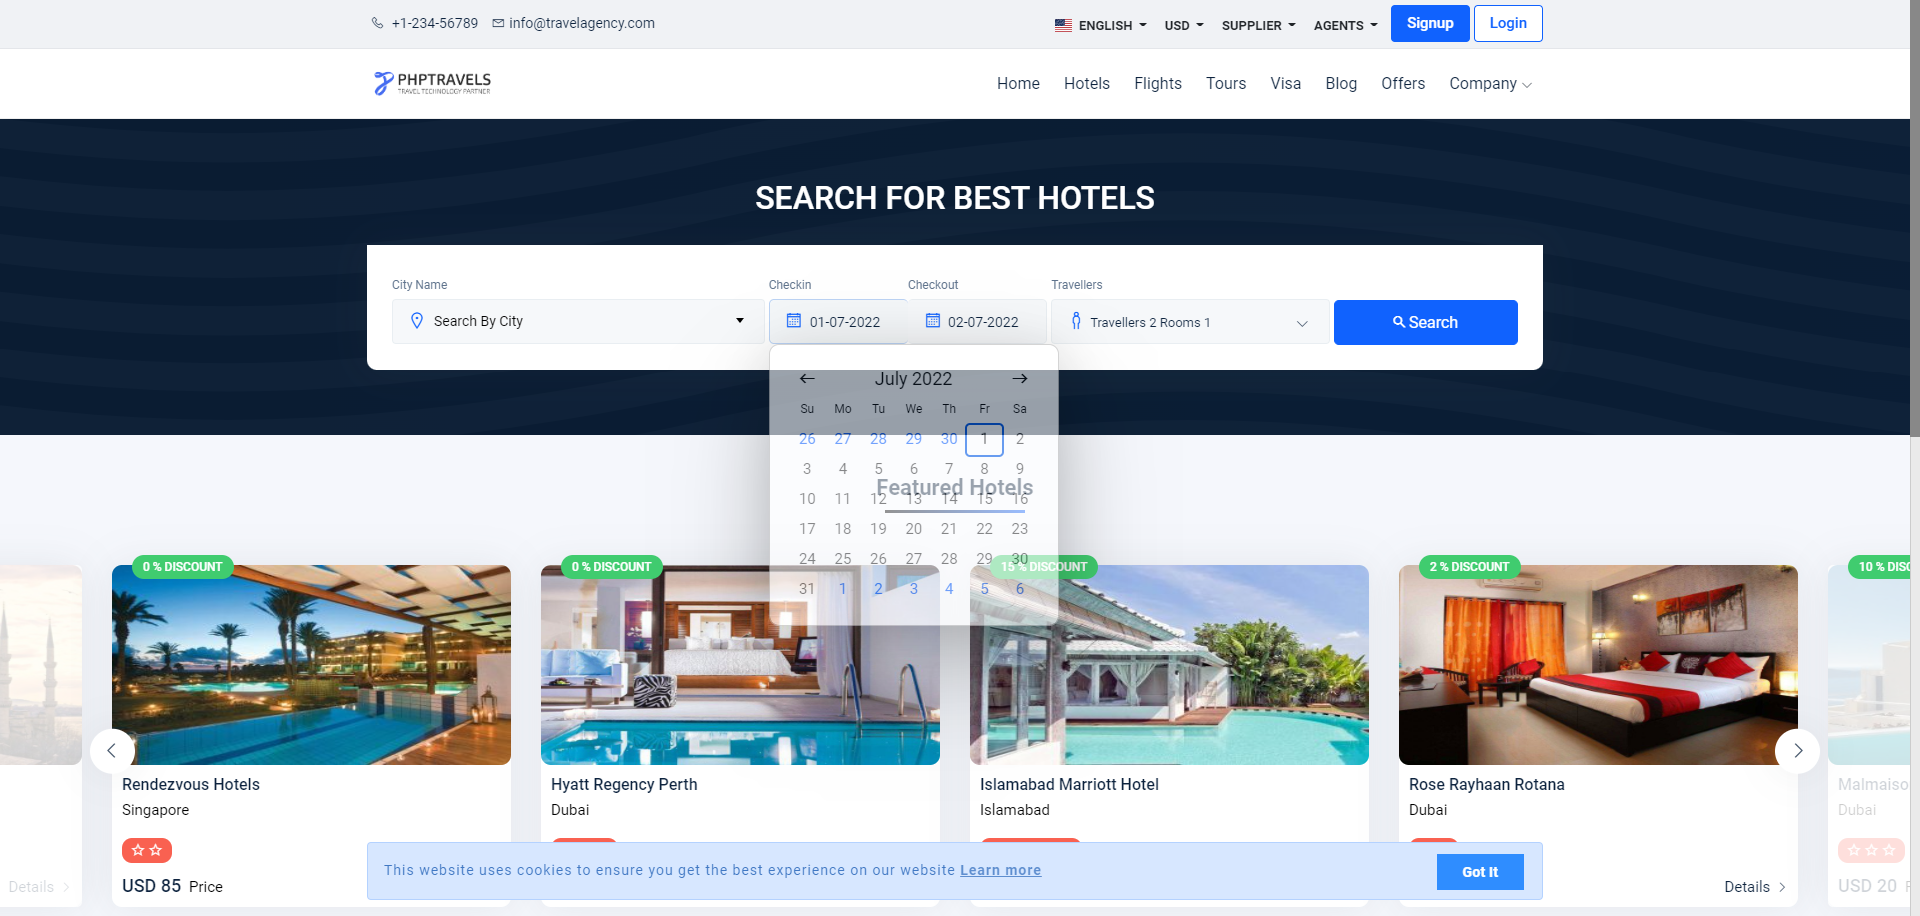 +1-234-56789 info@travelagency.com ENGLISH USD SUPPLIER AGENTS Signup Login
PHPTRAVELS
TRAVEL TECHNOLOGY PARTNER
Home Hotels Flights Tours Visa Blog Offers Company
SEARCH FOR BEST HOTELS
City Name Checkin Checkout Travellers
Search By City 01-07-2022 02-07-2022 Travellers 2 Rooms 1 Search
July 2022
Su Mo Tu We Th Fr Sa
26 27 28 29 30 1 2
3 4 5 6 7 8 9
Featured Hotels
10 11 12 13 14 15 16
17 18 19 20 21 22 23
24 25 26 27 28 29 30
0 % DISCOUNT 0 % DISCOUNT 15 % DISCOUNT 2 % DISCOUNT 10 % DISC
31 1 2 3 4 5 6
Rendezvous Hotels Hyatt Regency Perth Islamabad Marriott Hotel Rose Rayhaan Rotana Malmaiso
Singapore Dubai Islamabad Dubai Dubai
This website uses cookies to ensure you get the best experience on our website Learn more Got It
Details USD 85 Price Details USD 20 P